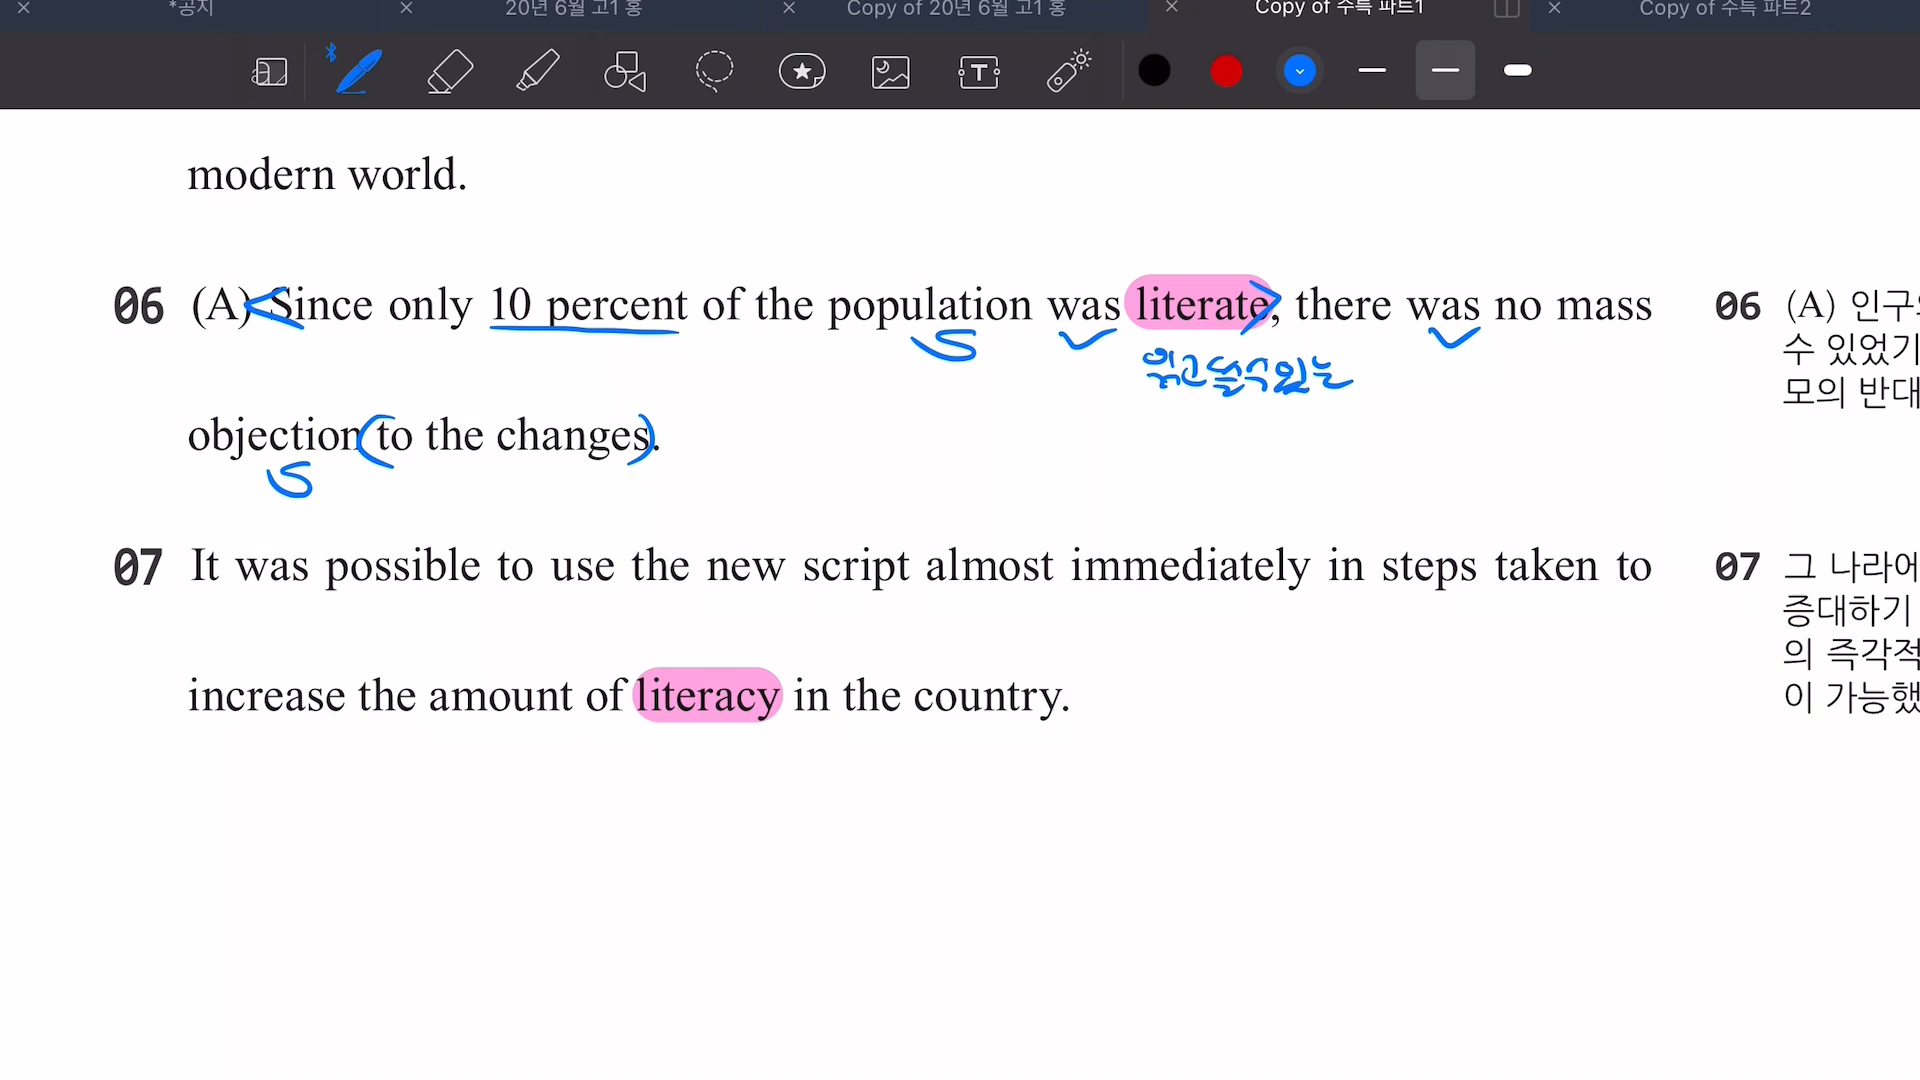 *공지
20년 6월 고1 홍
Copy of 20년 6월 고1 홍
Copy of 수특 파트1
Copy of 수특 파트2
modern world.
06 (A) Since only 10 percent of the population was literate, there was no mass
읽고 쓸 수 있는
objection to the changes.
S
S
07 It was possible to use the new script almost immediately in steps taken to
increase the amount of literacy in the country.
06 (A) 인구의
수 있었기
모의 반대
07 그 나라에
증대하기
의 즉각적
이 가능했